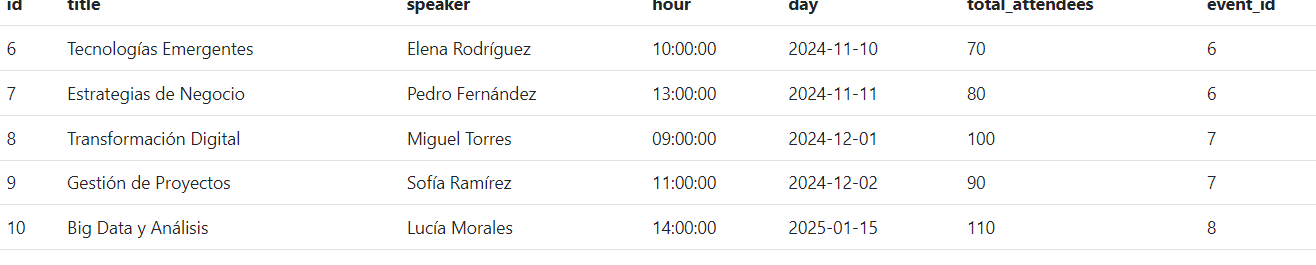 id title speaker hour day total_attendees event_id
6 Tecnologías Emergentes Elena Rodríguez 10:00:00 2024-11-10 70 6
7 Estrategias de Negocio Pedro Fernández 13:00:00 2024-11-11 80 6
8 Transformación Digital Miguel Torres 09:00:00 2024-12-01 100 7
9 Gestión de Proyectos Sofía Ramírez 11:00:00 2024-12-02 90 7
10 Big Data y Análisis Lucía Morales 14:00:00 2025-01-15 110 8